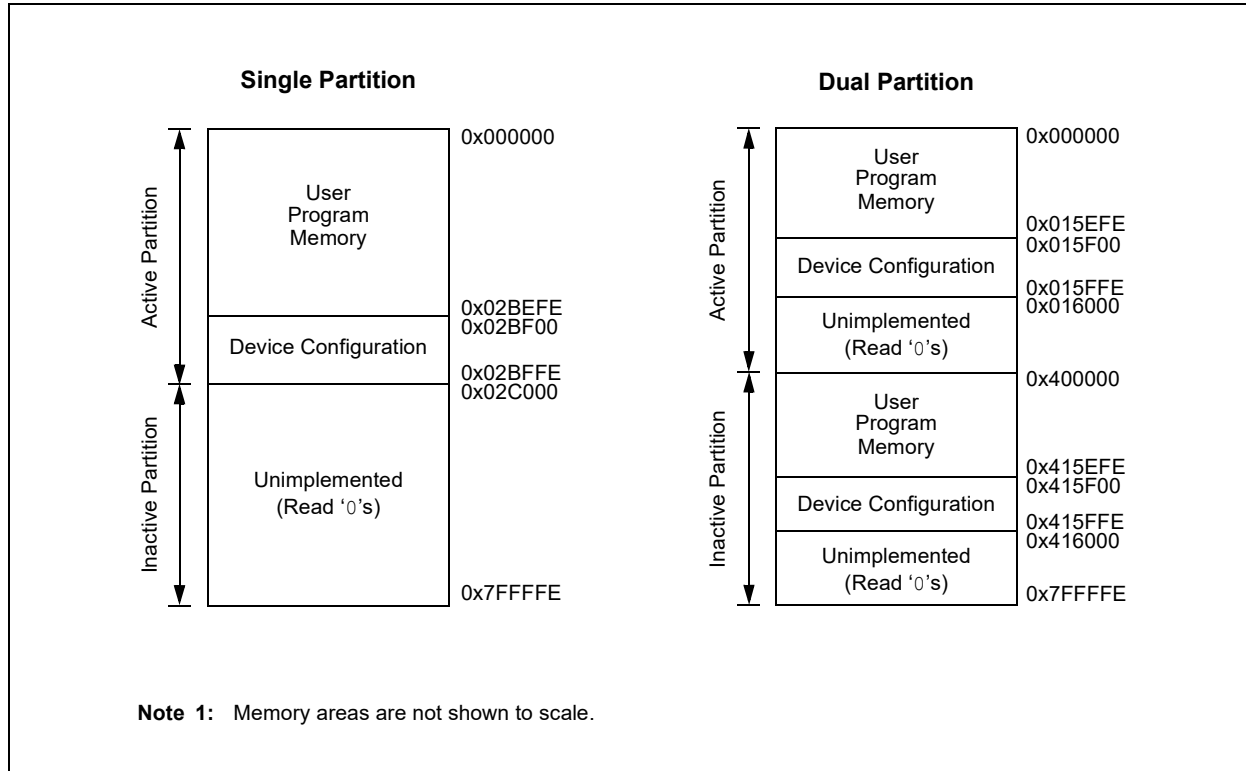 Single Partition
Active Partition
Inactive Partition
User
Program
Memory
Device Configuration
Unimplemented
(Read ‘0’s)
0x000000
0x02BEFE
0x02BF00
0x02BFFE
0x02C000
0x7FFFFE
Dual Partition
Active Partition
Inactive Partition
User
Program
Memory
Device Configuration
Unimplemented
(Read ‘0’s)
User
Program
Memory
Device Configuration
Unimplemented
(Read ‘0’s)
0x000000
0x015EFE
0x015F00
0x015FFE
0x016000
0x400000
0x415EFE
0x415F00
0x415FFE
0x416000
0x7FFFFE
Note 1: Memory areas are not shown to scale.